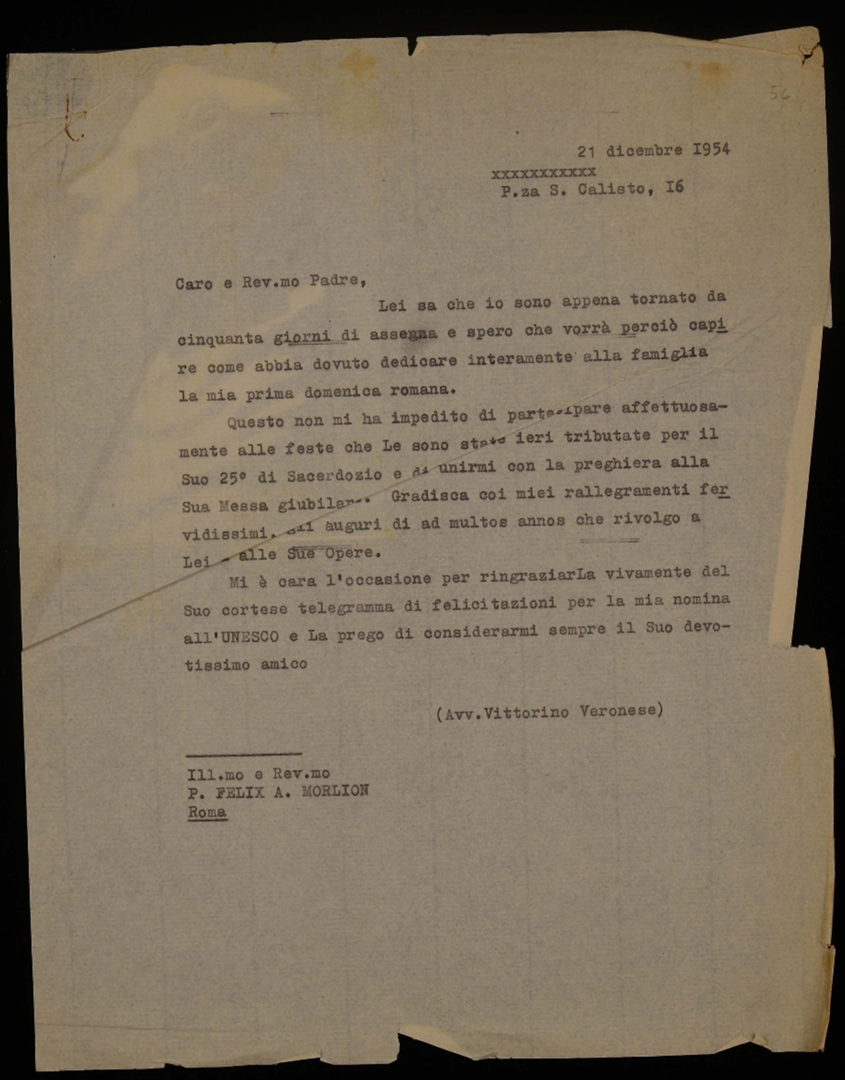 56
21 dicembre I954
xxxxxxxxxxx
P.za S. Calisto, I6
Caro e Rev.mo Padre,
Lei sa che io sono appena tornato da
cinquanta giorni di assegna e spero che vorrà perciò capi
re come abbia dovuto dedicare interamente alla famiglia
la mia prima domenica romana.
Questo non mi ha impedito di partecipare affettuosa-
mente alle feste che Le sono state ieri tributate per il
Suo 25° di Sacerdozio e di unirmi con la preghiera alla
Sua Messa giubilare. Gradisca coi miei rallegramenti fer
vidissimi, gli auguri di ad multos annos che rivolgo a
Lei e alle Sue Opere.
Mi è cara l'occasione per ringraziarLa vivamente del
Suo cortese telegramma di felicitazioni per la mia nomina
all'UNESCO e La prego di considerarmi sempre il Suo devo-
tissimo amico
(Avv.Vittorino Veronese)
Ill.mo e Rev.mo
P. FELIX A. MORLION
Roma